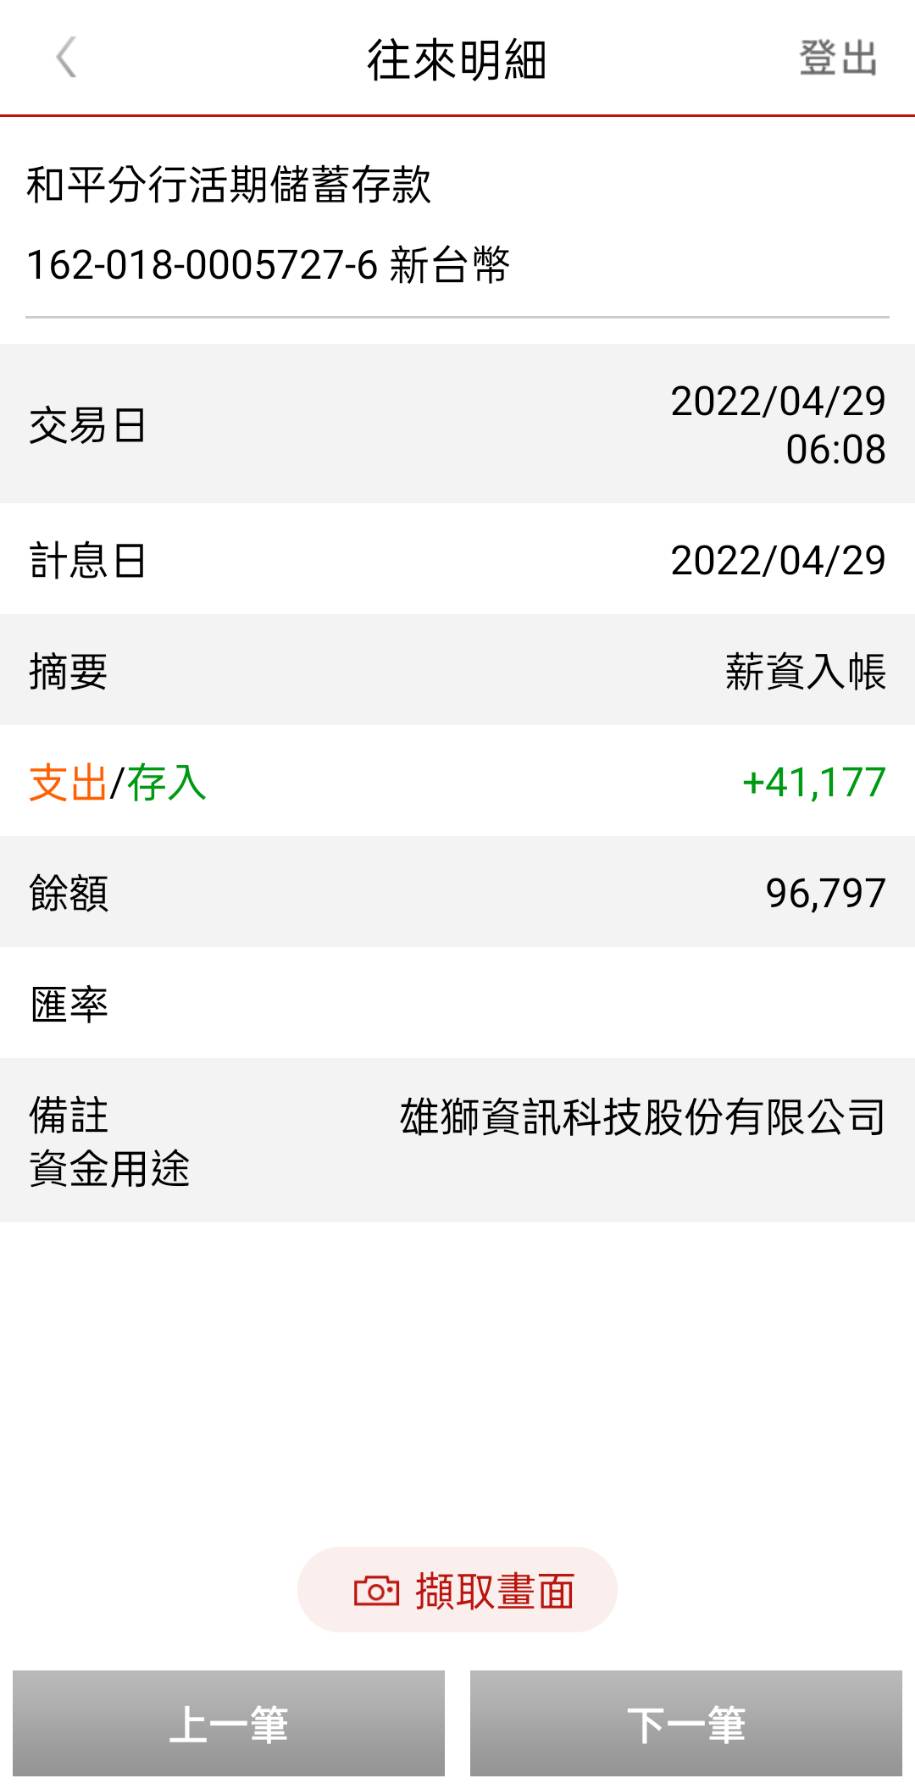 往來明細
登出
和平分行活期儲蓄存款
162-018-0005727-6 新台幣
交易日
2022/04/29
06:08
計息日
2022/04/29
摘要
薪資入帳
支出/存入
+41,177
餘額
96,797
匯率
備註
資金用途
雄獅資訊科技股份有限公司
擷取畫面
上一筆
下一筆